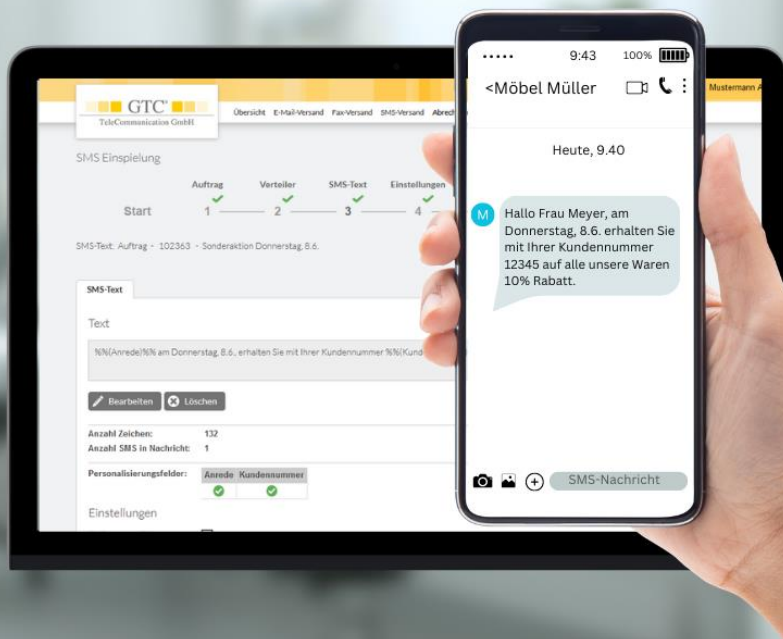 GTC®
TeleCommunication GmbH
Übersicht E-Mail-Versand Fax-Versand SMS-Versand
Mustermann A
SMS Einspielung
Auftrag Verteiler SMS-Text Einstellungen
Start 1 2 3 4
SMS-Text: Auftrag - 102363 - Sonderaktion Donnerstag, 8.6.
SMS-Text
Text
%%(Anrede)%% am Donnerstag, 8.6., erhalten Sie mit Ihrer Kundennummer %%(Kund
Bearbeiten Löschen
Anzahl Zeichen: 132
Anzahl SMS in Nachricht: 1
Personalisierungsfelder: Anrede Kundennummer
Einstellungen
9:43 100%
<Möbel Müller
Heute, 9.40
M
Hallo Frau Meyer, am
Donnerstag, 8.6. erhalten Sie
mit Ihrer Kundennummer
12345 auf alle unsere Waren
10% Rabatt.
SMS-Nachricht